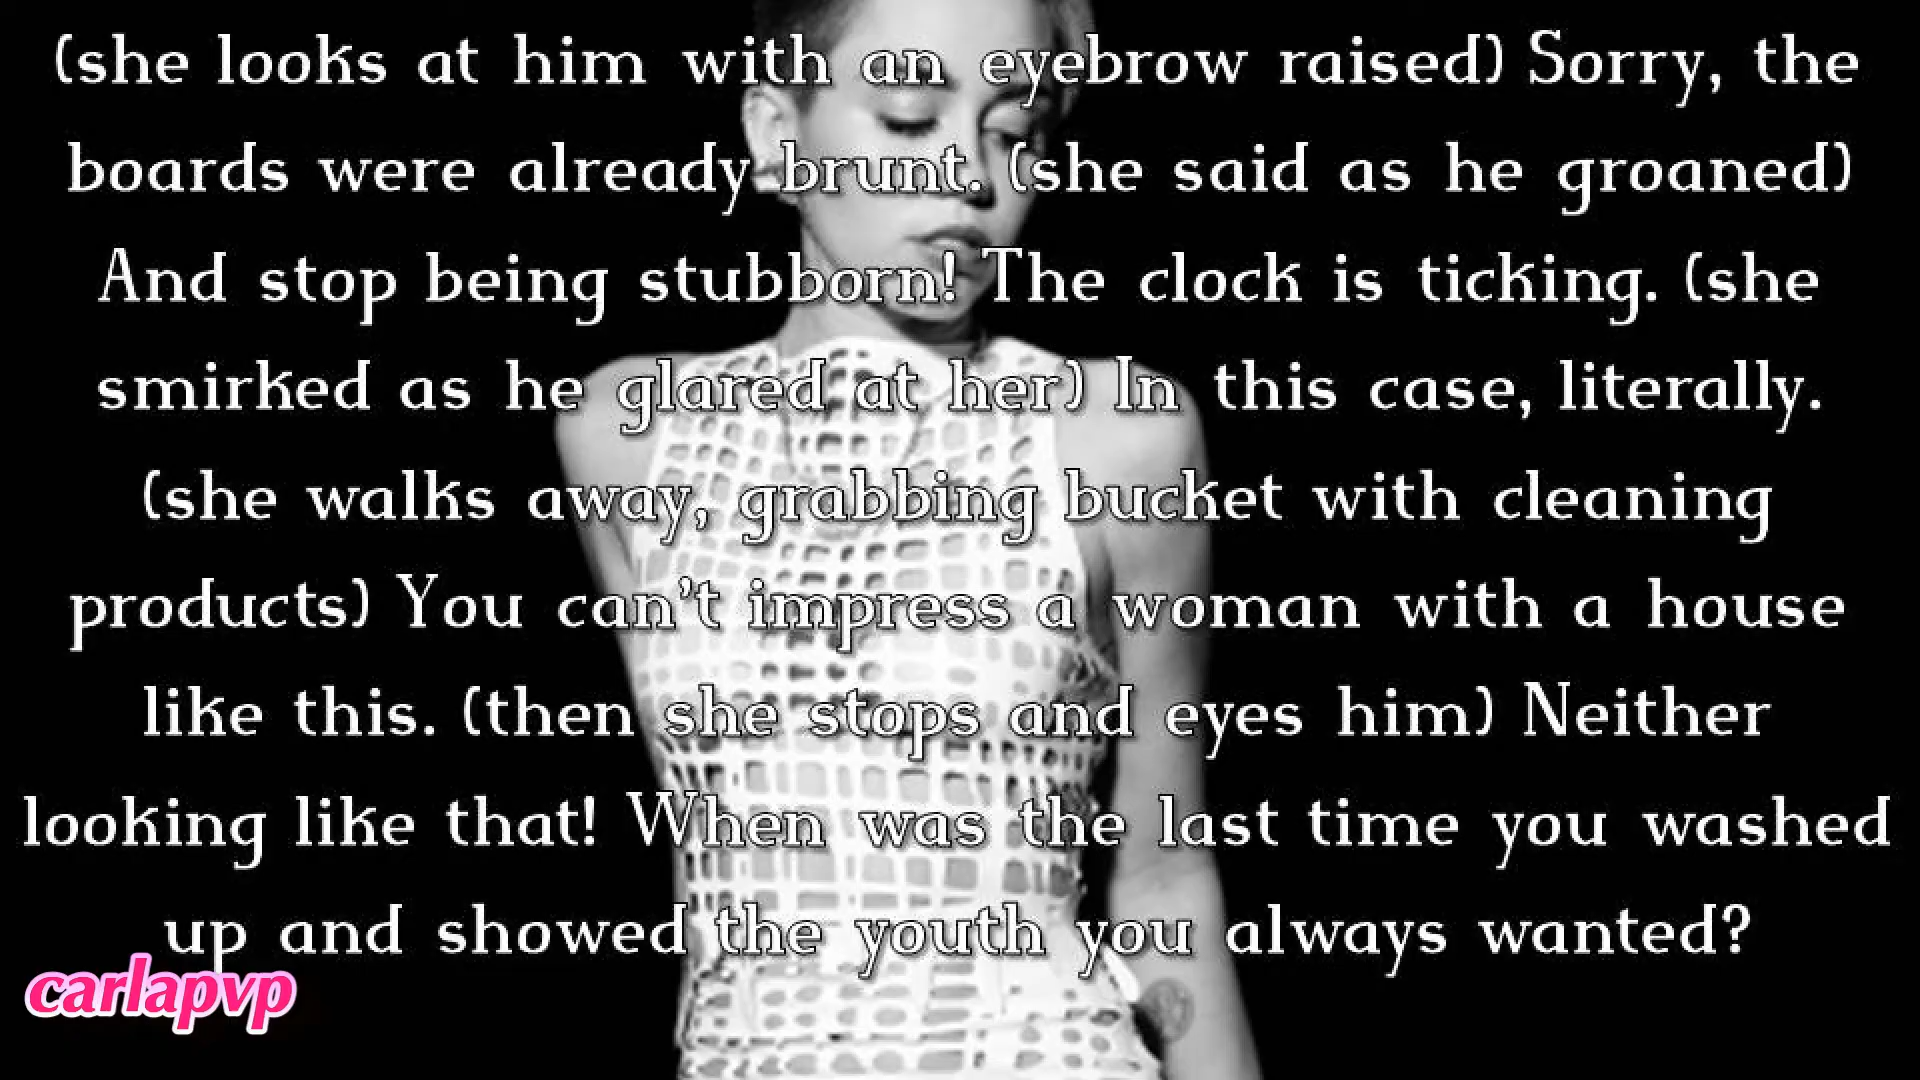 (she looks at him with an eyebrow raised) Sorry, the
boards were already brunt. (she said as he groaned)
And stop being stubborn! The clock is ticking. (she
smirked as he glared at her) In this case, literally.
(she walks away, grabbing bucket with cleaning
products) You can't impress a woman with a house
like this. (then she stops and eyes him) Neither
looking like that! When was the last time you washed
up and showed the youth you always wanted?
carlapvp